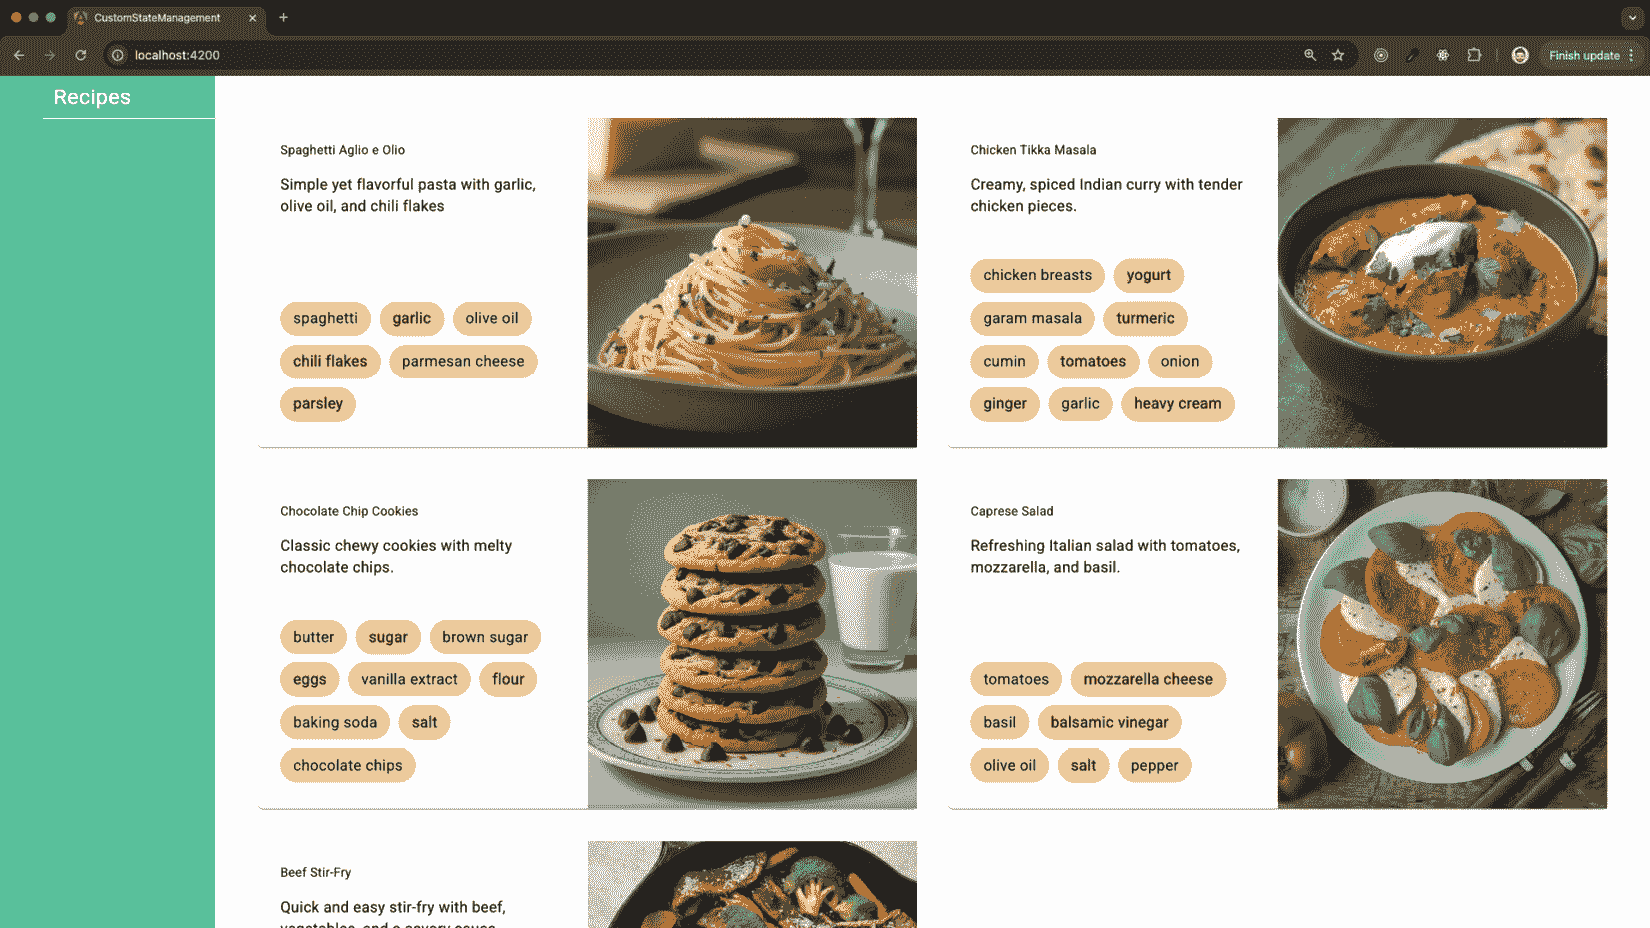 CustomStateManagement
localhost:4200
Finish update
Recipes
Spaghetti Aglio e Olio
Simple yet flavorful pasta with garlic,
olive oil, and chili flakes
spaghetti garlic olive oil
chili flakes parmesan cheese
parsley
Chicken Tikka Masala
Creamy, spiced Indian curry with tender
chicken pieces.
chicken breasts yogurt
garam masala turmeric
cumin tomatoes onion
ginger garlic heavy cream
Chocolate Chip Cookies
Classic chewy cookies with melty
chocolate chips.
butter sugar brown sugar
eggs vanilla extract flour
baking soda salt
chocolate chips
Caprese Salad
Refreshing Italian salad with tomatoes,
mozzarella, and basil.
tomatoes mozzarella cheese
basil balsamic vinegar
olive oil salt pepper
Beef Stir-Fry
Quick and easy stir-fry with beef,
vegetables, and a savory sauce